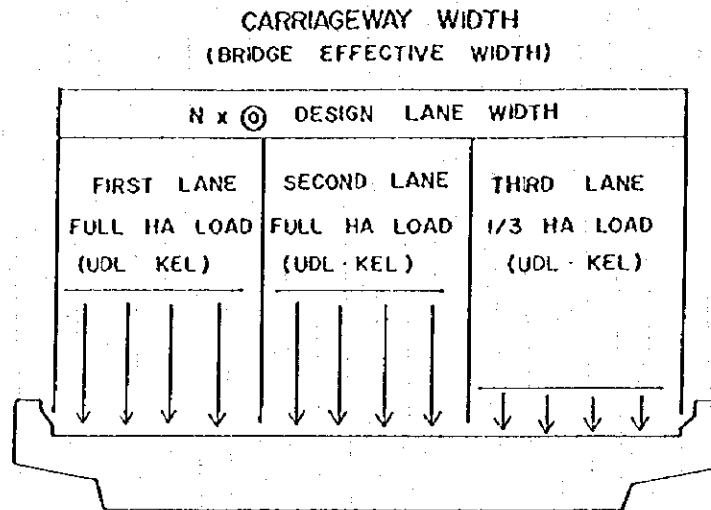 CARRIAGEWAY WIDTH
(BRIDGE EFFECTIVE WIDTH)
N x ⓞ DESIGN LANE WIDTH
FIRST LANE
FULL HA LOAD
(UDL KEL)
SECOND LANE
FULL HA LOAD
(UDL · KEL)
THIRD LANE
1/3 HA LOAD
(UDL · KEL)